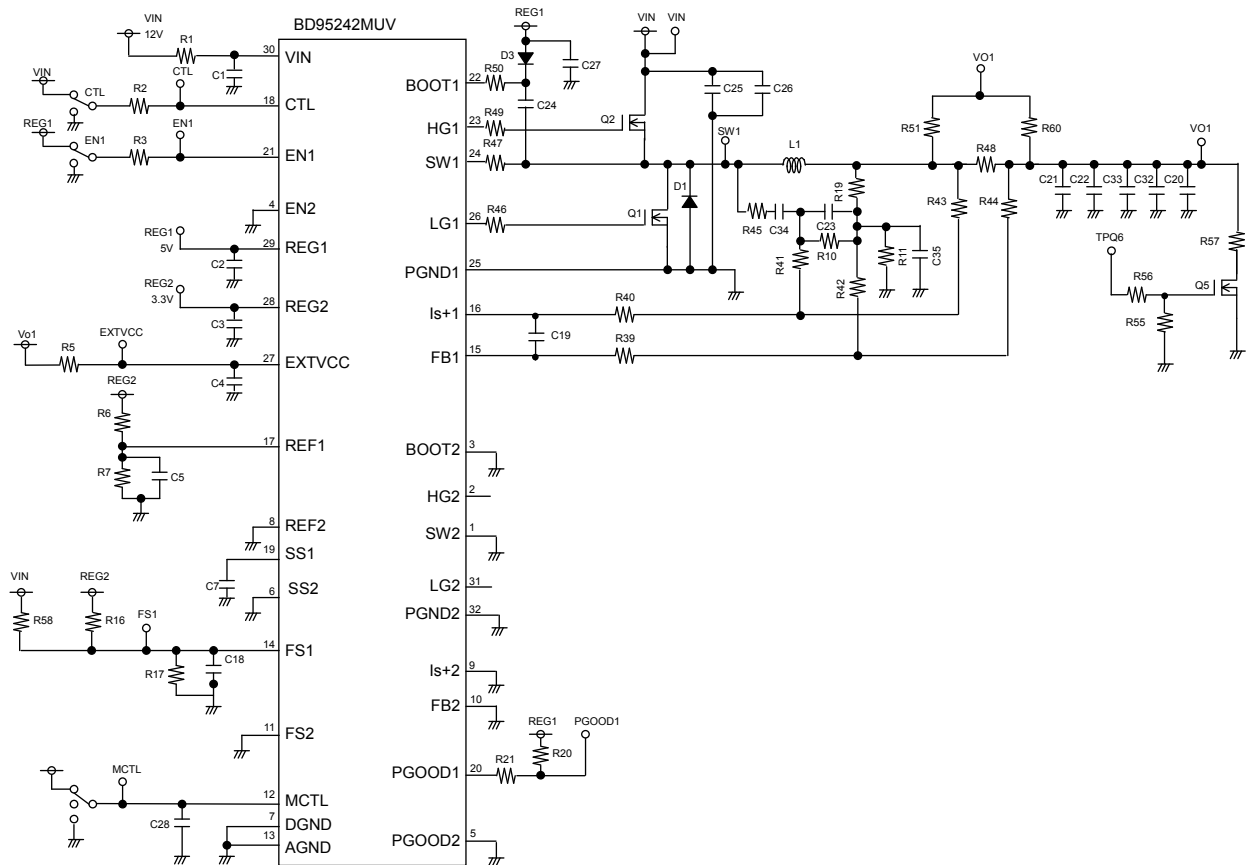 BD95242MUV
VIN
12V
R1
30
VIN
C1
VIN
CTL
R2
CTL
18
CTL
REG1
EN1
R3
EN1
21
EN1
4
EN2
REG1
5V
29
REG1
C2
REG2
3.3V
28
REG2
C3
Vo1
R5
EXTVCC
27
EXTVCC
C4
REG2
R6
17
REF1
R7
C5
8
REF2
19
SS1
C7
6
SS2
VIN
REG2
R58
R16
FS1
14
FS1
R17
C18
11
FS2
MCTL
12
MCTL
C28
7
DGND
13
AGND
REG1
D3
C27
BOOT1
22
R50
C24
VIN
VIN
C25
C26
HG1
23
R49
Q2
SW1
24
R47
SW1
L1
LG1
26
R46
Q1
D1
PGND1
25
R45
C34
C23
R10
R41
R19
R42
R11
C35
VO1
R51
R60
R48
R43
R44
C21
C22
C33
C32
C20
VO1
R57
TPQ6
R56
R55
Q5
Is+1
16
R40
C19
FB1
15
R39
BOOT2
3
HG2
2
SW2
1
LG2
31
PGND2
32
Is+2
9
FB2
10
REG1
PGOOD1
R20
PGOOD1
20
R21
PGOOD2
5